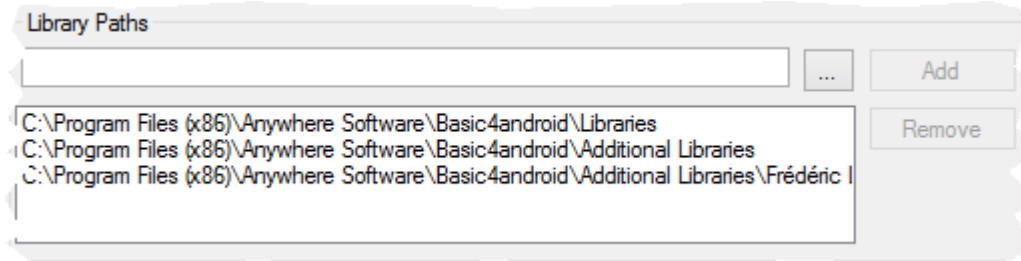 Library Paths
...
Add
C:\Program Files (x86)\Anywhere Software\Basic4android\Libraries
Remove
C:\Program Files (x86)\Anywhere Software\Basic4android\Additional Libraries
C:\Program Files (x86)\Anywhere Software\Basic4android\Additional Libraries\Frédéric